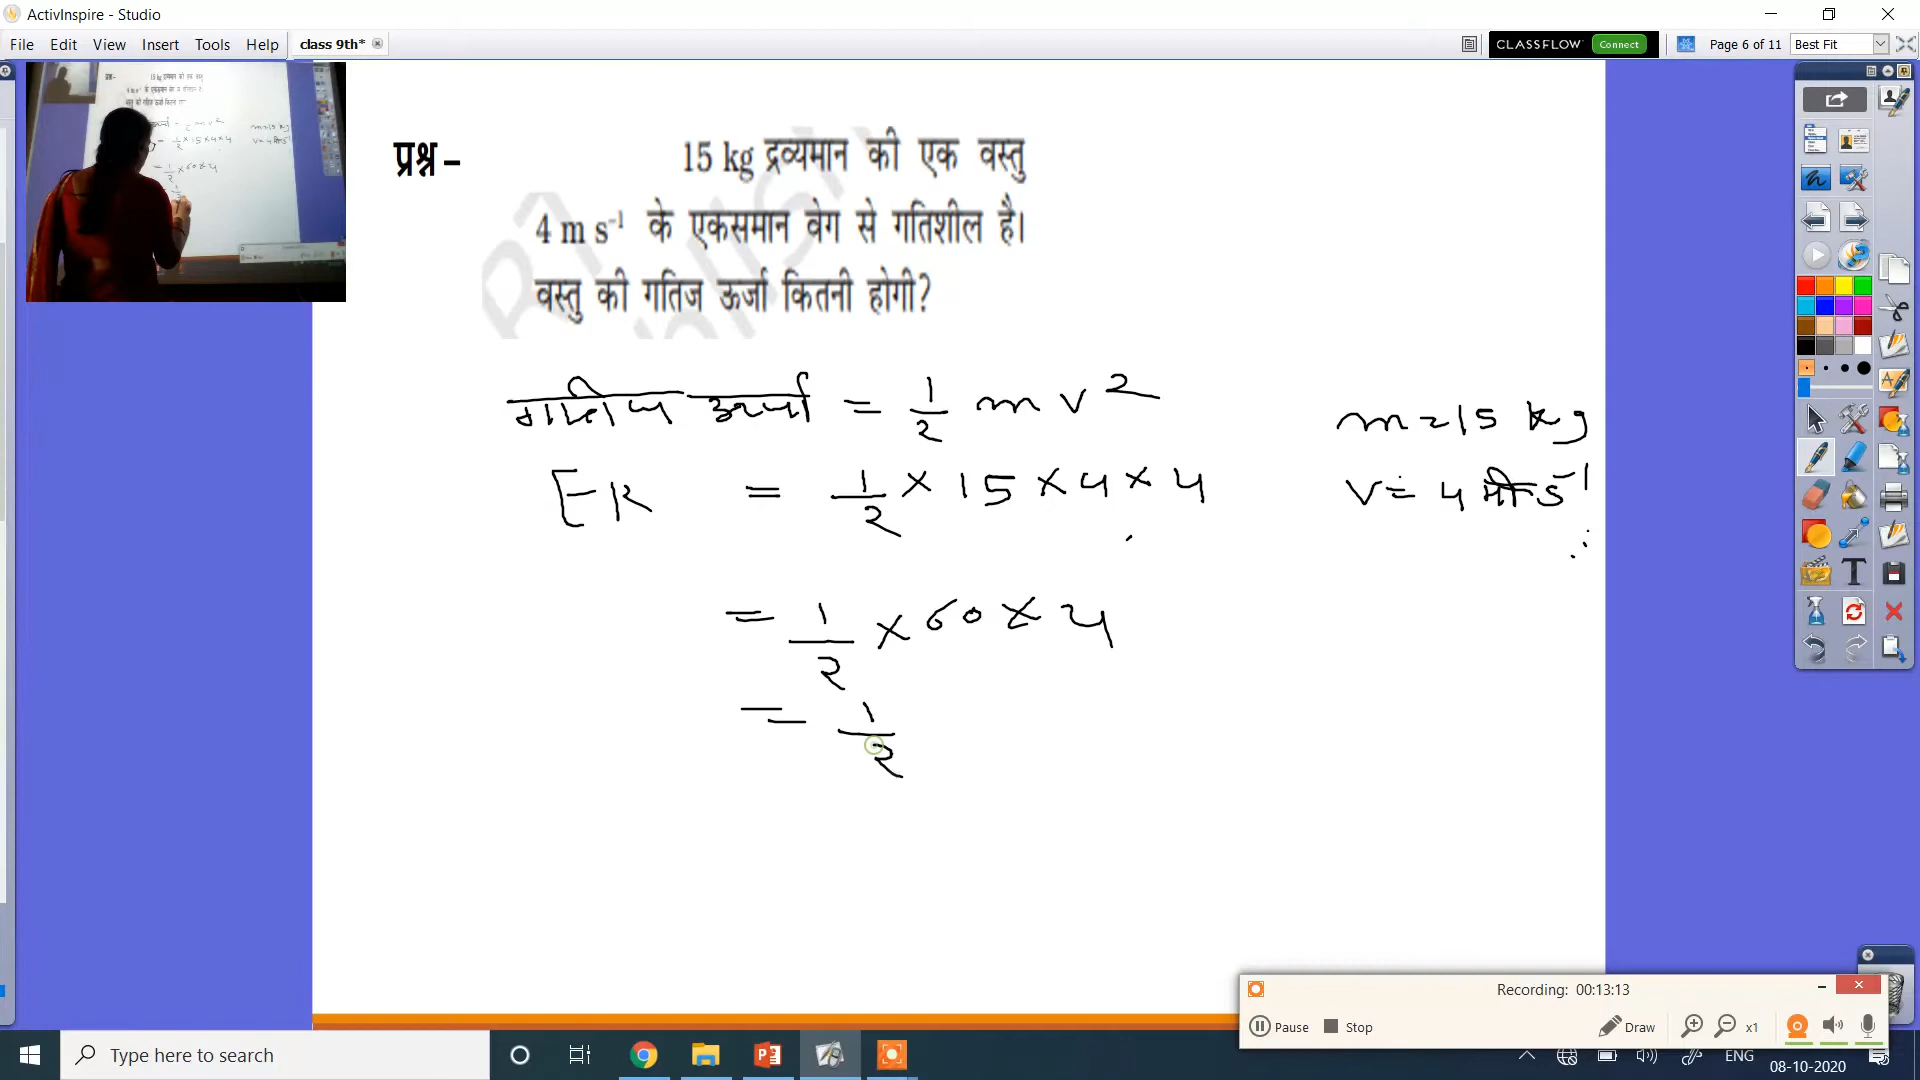 ActivInspire - Studio
File Edit View Insert Tools Help class 9th*
CLASSFLOW Connect Page 6 of 11 Best Fit
प्रश्न – 15 kg द्रव्यमान की एक वस्तु
4 m s⁻¹ के एकसमान वेग से गतिशील है।
वस्तु की गतिज ऊर्जा कितनी होगी?
गतिज ऊर्जा = 1/2 m v²
m = 15 kg
EK = 1/2 × 15 × 4 × 4
v = 4 मी s⁻¹
= 1/2 × 60 × 4
= 1/2
Recording: 00:13:13
Pause Stop Draw x1
Type here to search
ENG
08-10-2020